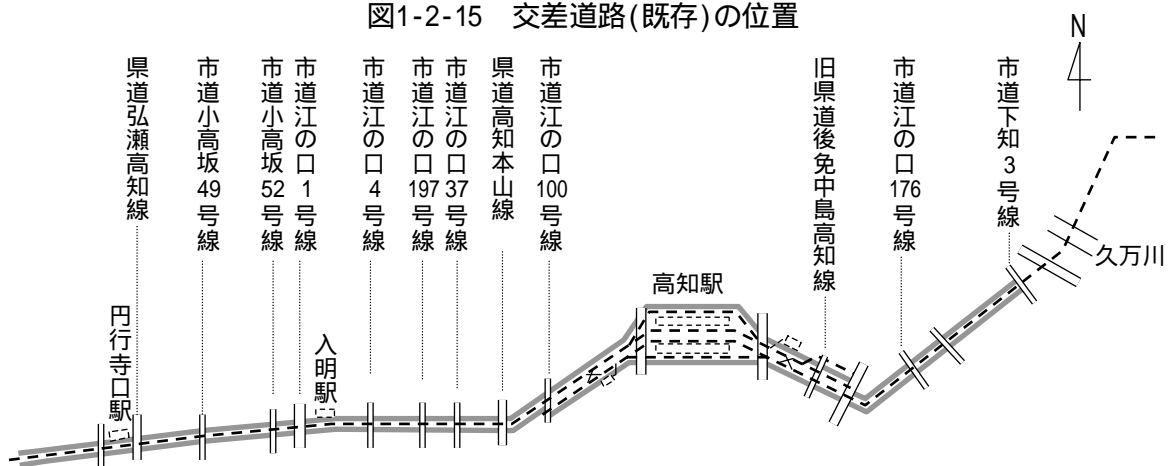 図1-2-15 交差道路(既存)の位置
N
県道弘瀬高知線
市道小高坂49号線
市道小高坂52号線
市道江の口1号線
市道江の口4号線
市道江の口197号線
市道江の口37号線
県道高知本山線
市道江の口100号線
旧県道後免中島高知線
市道江の口176号線
市道下知3号線
久万川
高知駅
円行寺口駅
入明駅